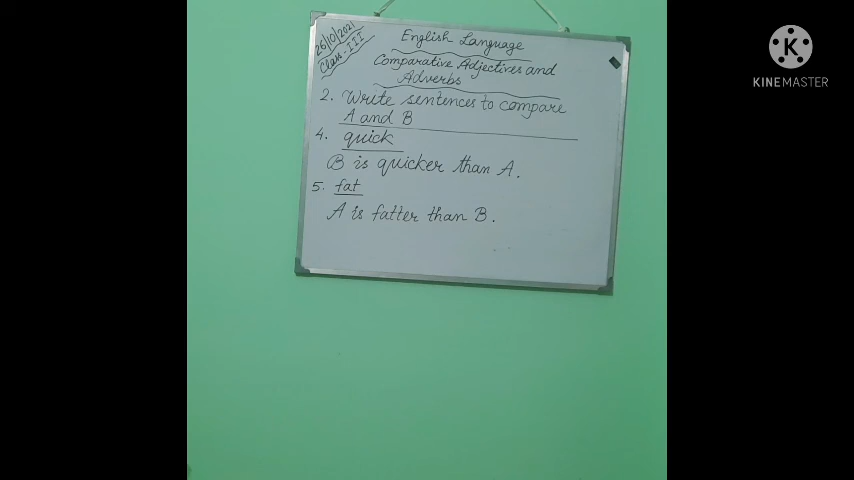 26/10/2021
Class-III
English Language
Comparative Adjectives and
Adverbs
2. Write sentences to compare
A and B
4. quick
B is quicker than A.
5. fat
A is fatter than B.
K
KINEMASTER